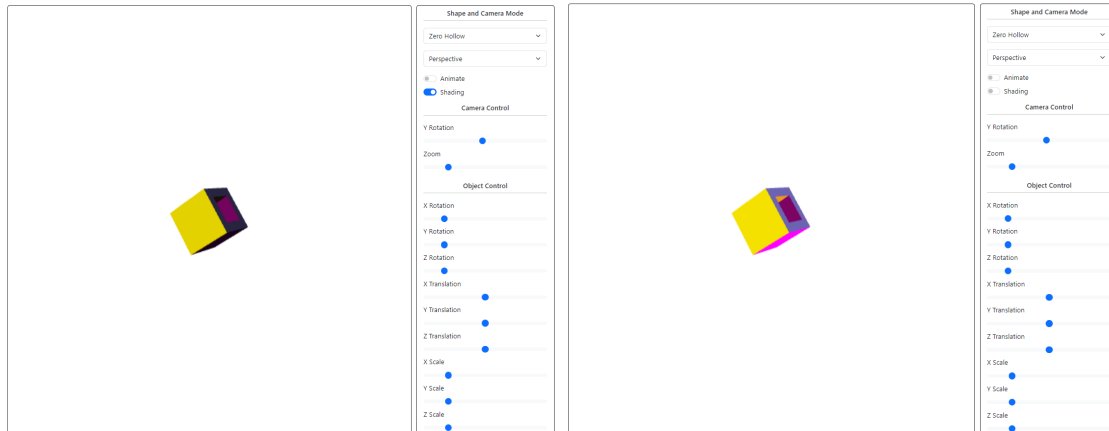 Shape and Camera Mode
Zero Hollow
Perspective
Animate
Shading
Camera Control
Y Rotation
Zoom
Object Control
X Rotation
Y Rotation
Z Rotation
X Translation
Y Translation
Z Translation
X Scale
Y Scale
Z Scale
Shape and Camera Mode
Zero Hollow
Perspective
Animate
Shading
Camera Control
Y Rotation
Zoom
Object Control
X Rotation
Y Rotation
Z Rotation
X Translation
Y Translation
Z Translation
X Scale
Y Scale
Z Scale